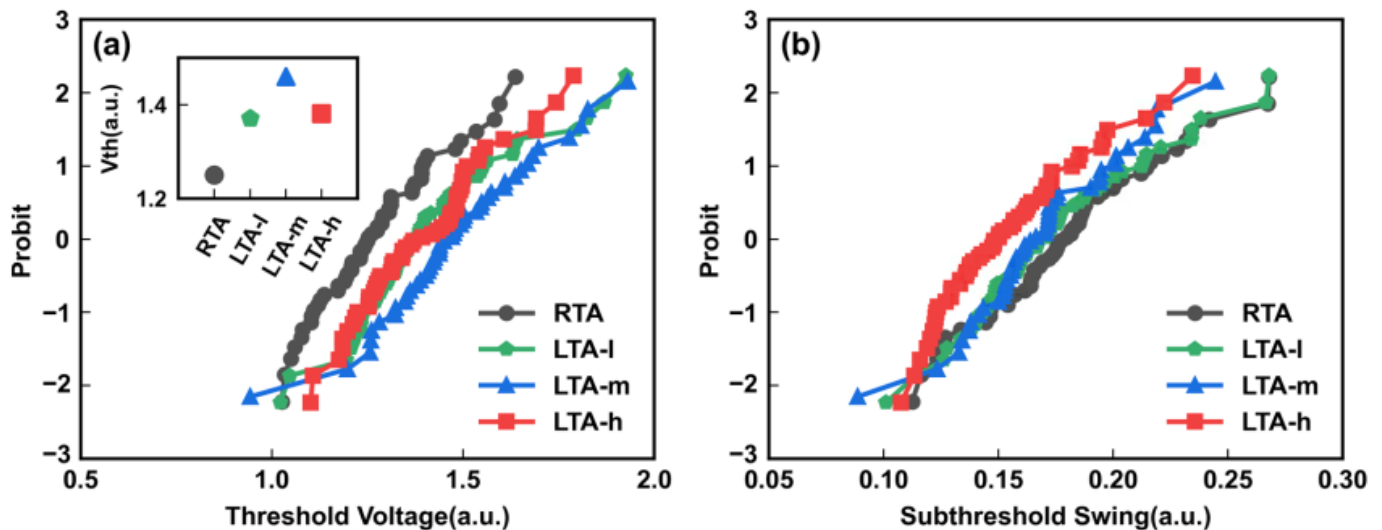 (a)
3
2
1
0
−1
−2
−3
Probit
0.5
1.0
1.5
2.0
Threshold Voltage(a.u.)
Vth(a.u.)
1.4
1.2
RTA
LTA-l
LTA-m
LTA-h
RTA
LTA-l
LTA-m
LTA-h
(b)
3
2
1
0
−1
−2
−3
Probit
0.05
0.10
0.15
0.20
0.25
0.30
Subthreshold Swing(a.u.)
RTA
LTA-l
LTA-m
LTA-h